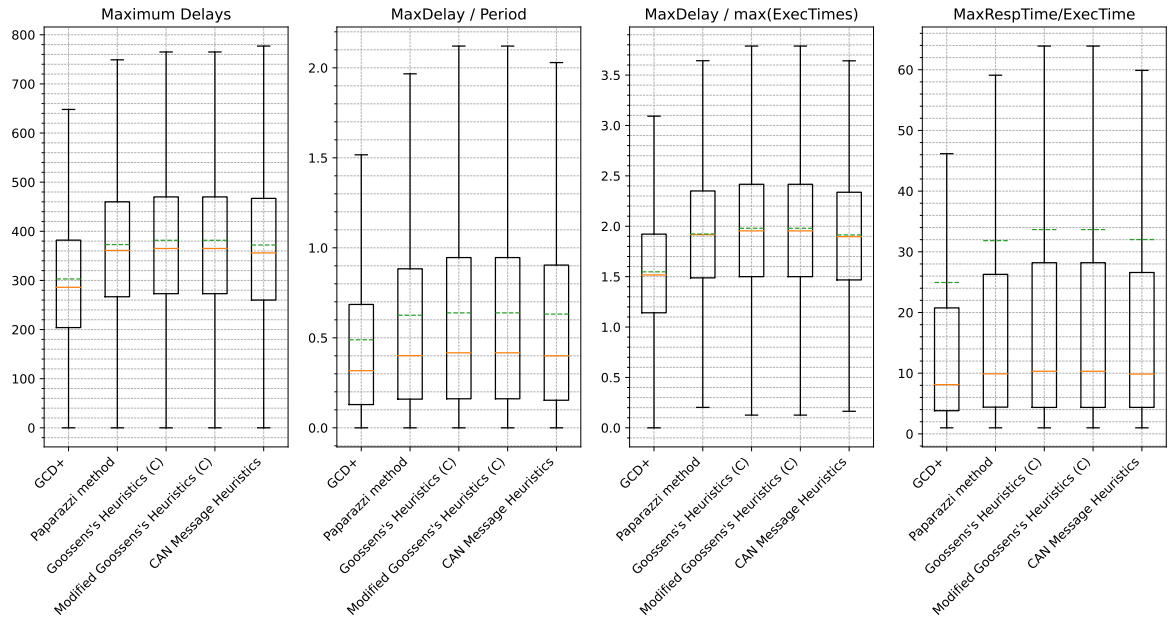 Maximum Delays
800
700
600
500
400
300
200
100
0
GCD+
Paparazzi method
Goossens's Heuristics (C)
Modified Goossens's Heuristics (C)
CAN Message Heuristics
MaxDelay / Period
2.0
1.5
1.0
0.5
0.0
GCD+
Paparazzi method
Goossens's Heuristics (C)
Modified Goossens's Heuristics (C)
CAN Message Heuristics
MaxDelay / max(ExecTimes)
3.5
3.0
2.5
2.0
1.5
1.0
0.5
0.0
GCD+
Paparazzi method
Goossens's Heuristics (C)
Modified Goossens's Heuristics (C)
CAN Message Heuristics
MaxRespTime/ExecTime
60
50
40
30
20
10
0
GCD+
Paparazzi method
Goossens's Heuristics (C)
Modified Goossens's Heuristics (C)
CAN Message Heuristics